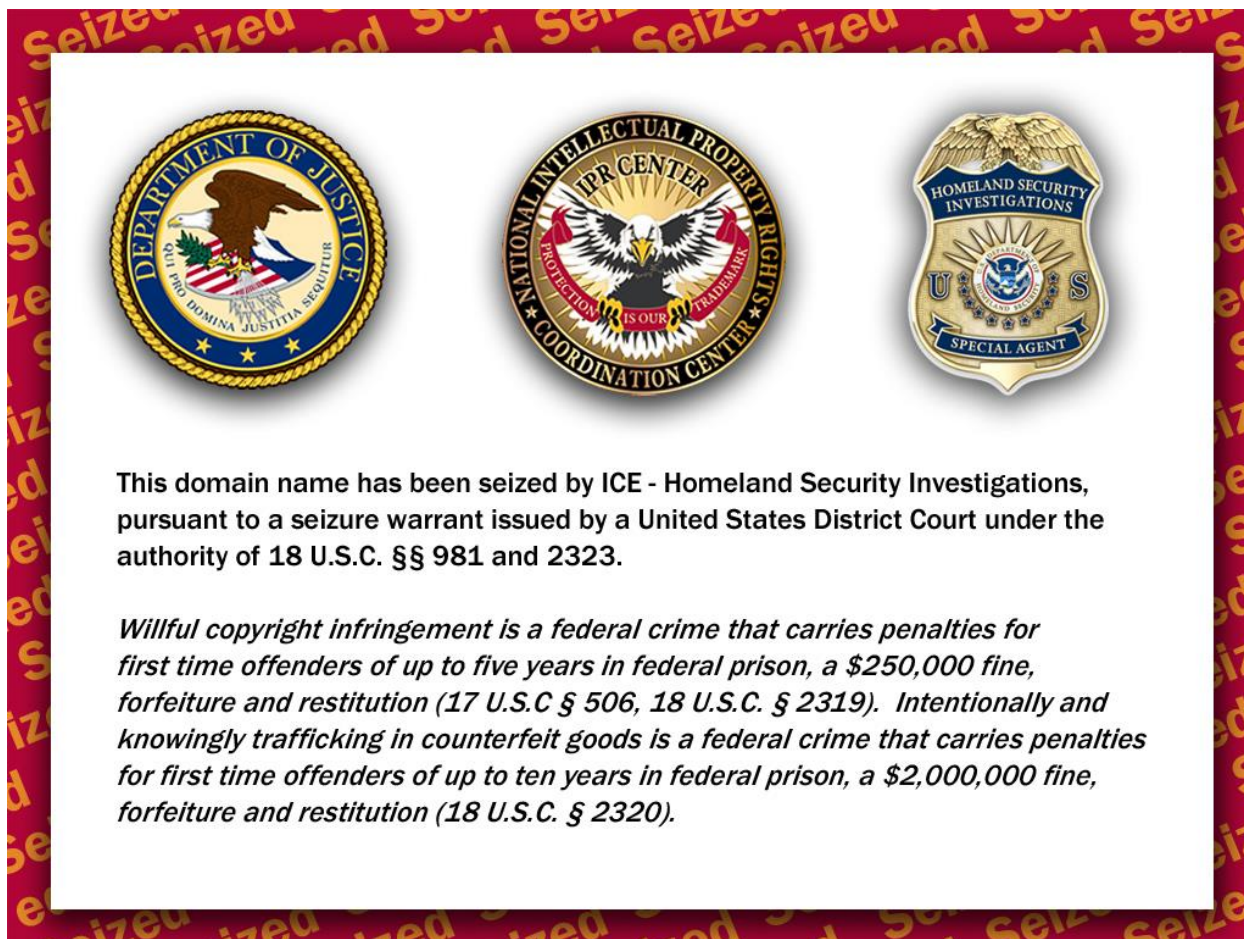 DEPARTMENT OF JUSTICE
QUI PRO DOMINA JUSTITIA SEQUITUR
NATIONAL INTELLECTUAL PROPERTY RIGHTS
COORDINATION CENTER
IPR CENTER
PROTECTION IS OUR TRADEMARK
HOMELAND SECURITY
INVESTIGATIONS
U S
U.S. DEPARTMENT OF
HOMELAND SECURITY
SPECIAL AGENT
This domain name has been seized by ICE - Homeland Security Investigations,
pursuant to a seizure warrant issued by a United States District Court under the
authority of 18 U.S.C. §§ 981 and 2323.
Willful copyright infringement is a federal crime that carries penalties for
first time offenders of up to five years in federal prison, a $250,000 fine,
forfeiture and restitution (17 U.S.C § 506, 18 U.S.C. § 2319). Intentionally and
knowingly trafficking in counterfeit goods is a federal crime that carries penalties
for first time offenders of up to ten years in federal prison, a $2,000,000 fine,
forfeiture and restitution (18 U.S.C. § 2320).
Seized